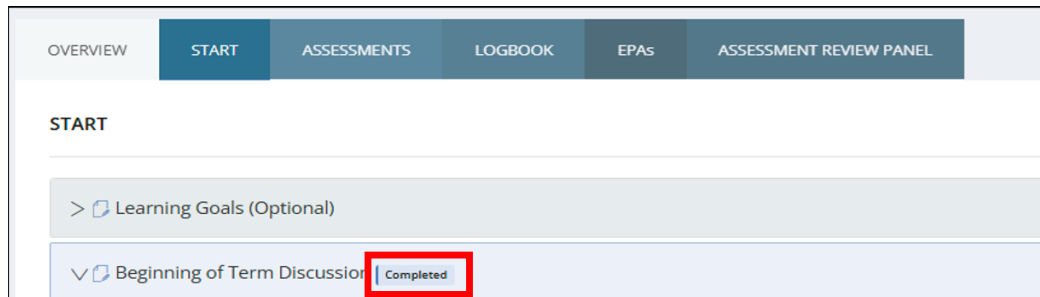 OVERVIEW START ASSESSMENTS LOGBOOK EPAs ASSESSMENT REVIEW PANEL
START
Learning Goals (Optional)
Beginning of Term Discussion Completed